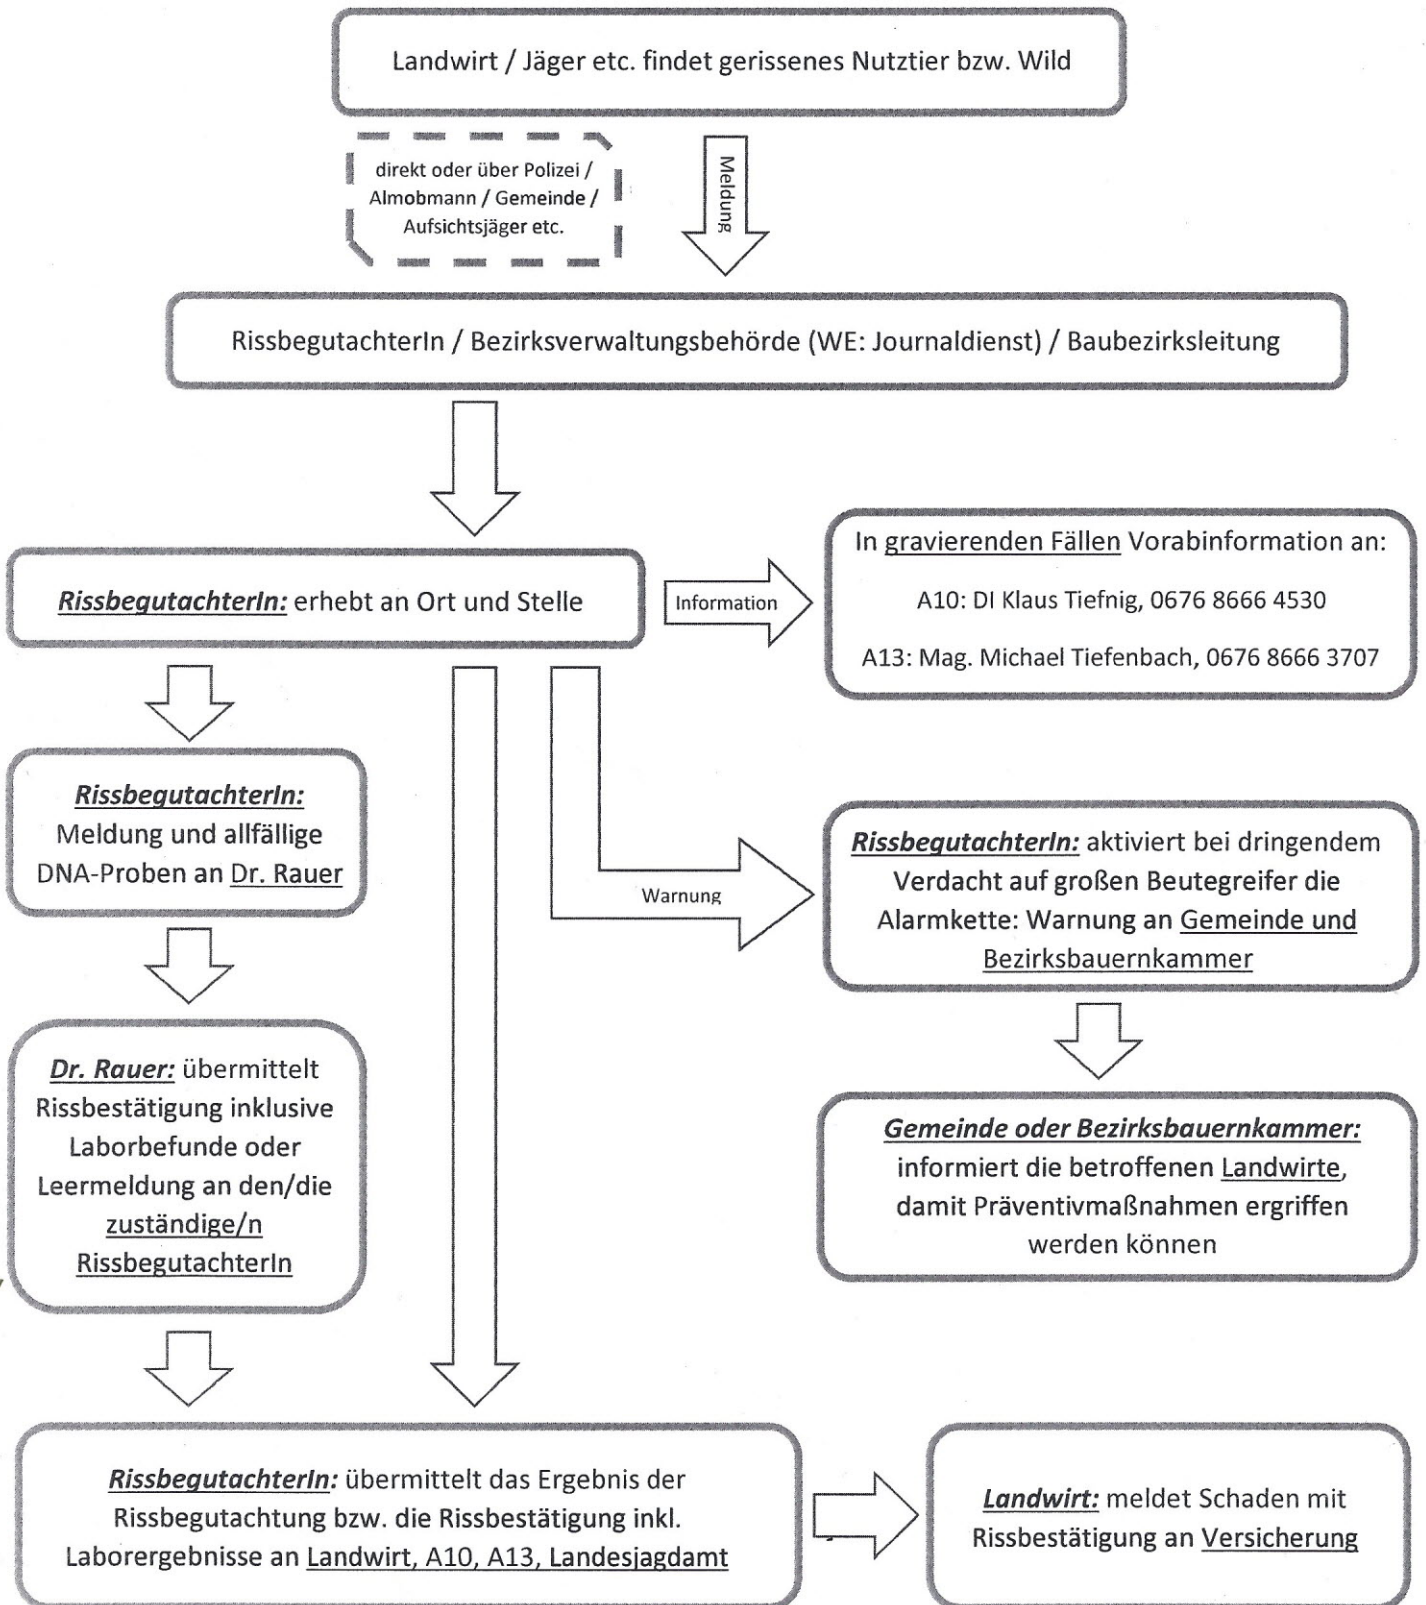 Landwirt / Jäger etc. findet gerissenes Nutztier bzw. Wild
direkt oder über Polizei /
Almobmann / Gemeinde /
Aufsichtsjäger etc.
Meldung
RissbegutachterIn / Bezirksverwaltungsbehörde (WE: Journaldienst) / Baubezirksleitung
RissbegutachterIn: erhebt an Ort und Stelle
Information
In gravierenden Fällen Vorabinformation an:
A10: DI Klaus Tiefnig, 0676 8666 4530
A13: Mag. Michael Tiefenbach, 0676 8666 3707
RissbegutachterIn:
Meldung und allfällige
DNA-Proben an Dr. Rauer
Warnung
RissbegutachterIn: aktiviert bei dringendem
Verdacht auf großen Beutegreifer die
Alarmkette: Warnung an Gemeinde und
Bezirksbauernkammer
Dr. Rauer: übermittelt
Rissbestätigung inklusive
Laborbefunde oder
Leermeldung an den/die
zuständige/n
RissbegutachterIn
Gemeinde oder Bezirksbauernkammer:
informiert die betroffenen Landwirte,
damit Präventivmaßnahmen ergriffen
werden können
RissbegutachterIn: übermittelt das Ergebnis der
Rissbegutachtung bzw. die Rissbestätigung inkl.
Laborergebnisse an Landwirt, A10, A13, Landesjagdamt
Landwirt: meldet Schaden mit
Rissbestätigung an Versicherung